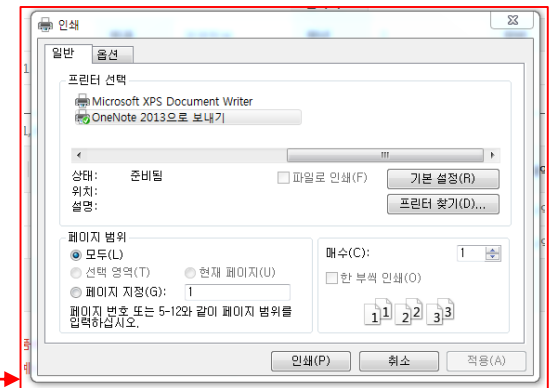 인쇄
일반 옵션
프린터 선택
Microsoft XPS Document Writer
OneNote 2013으로 보내기
상태: 준비됨
파일로 인쇄(F)
기본 설정(R)
위치:
설명:
프린터 찾기(D)...
페이지 범위
모두(L)
선택 영역(T) 현재 페이지(U)
페이지 지정(G): 1
페이지 번호 또는 5-12와 같이 페이지 범위를
입력하십시오.
매수(C): 1
한 부씩 인쇄(O)
1 1 2 2 3 3
인쇄(P) 취소 적용(A)